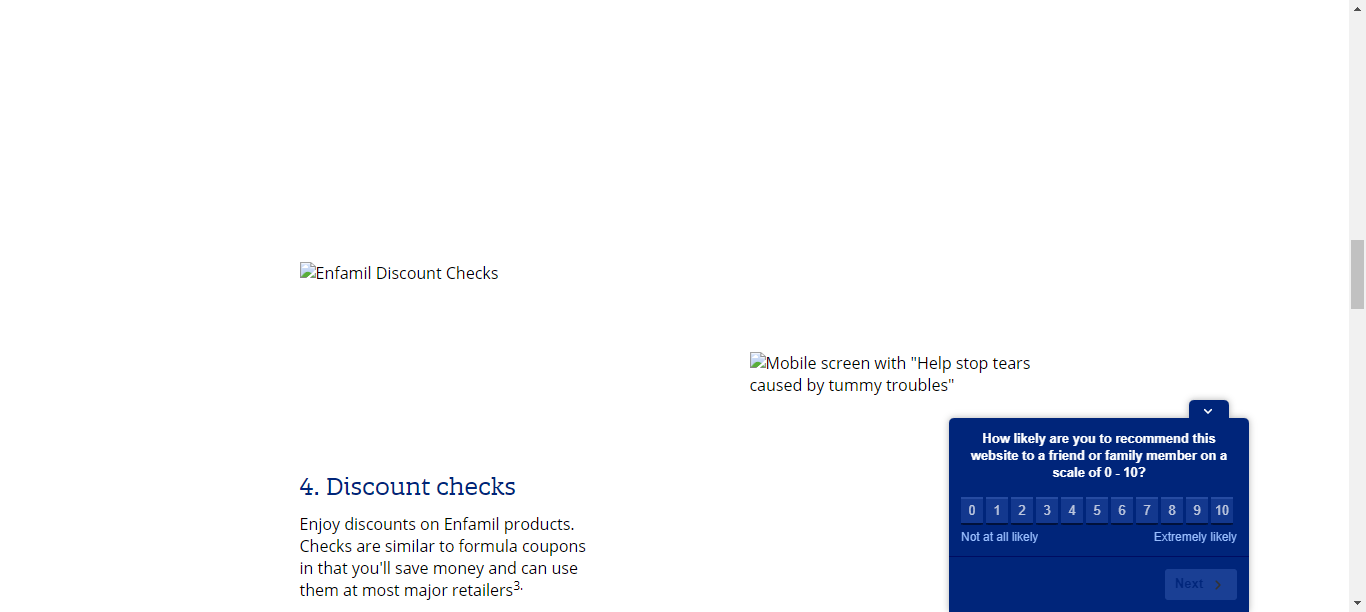 Enfamil Discount Checks
Mobile screen with "Help stop tears
caused by tummy troubles"
4. Discount checks
Enjoy discounts on Enfamil products.
Checks are similar to formula coupons
in that you'll save money and can use
them at most major retailers3.
How likely are you to recommend this
website to a friend or family member on a
scale of 0 - 10?
0 1 2 3 4 5 6 7 8 9 10
Not at all likely Extremely likely
Next